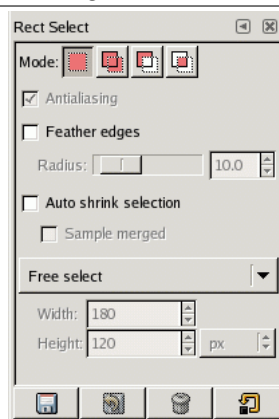 Rect Select
Mode:
Antialiasing
Feather edges
Radius: 10.0
Auto shrink selection
Sample merged
Free select
Width: 180
Height: 120 px